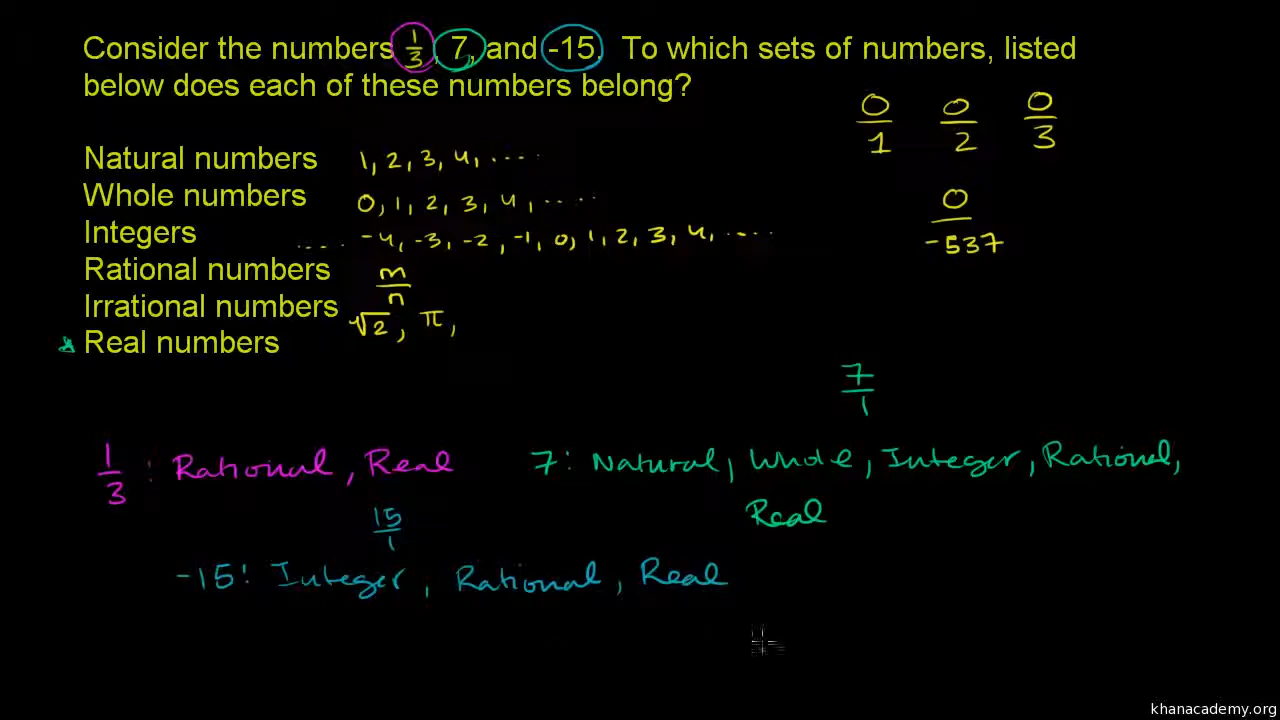 Consider the numbers 1/3, 7, and -15. To which sets of numbers, listed
below does each of these numbers belong?
0/1 0/2 0/3
Natural numbers 1, 2, 3, 4, ....
Whole numbers 0, 1, 2, 3, 4, ....
0/-537
Integers .... -4, -3, -2, -1, 0, 1, 2, 3, 4, ....
Rational numbers m/n
Irrational numbers √2, π,
Real numbers
7/1
1/3 : Rational, Real
7: Natural, Whole, Integer, Rational,
Real
15/1
-15: Integer, Rational, Real
khanacademy.org